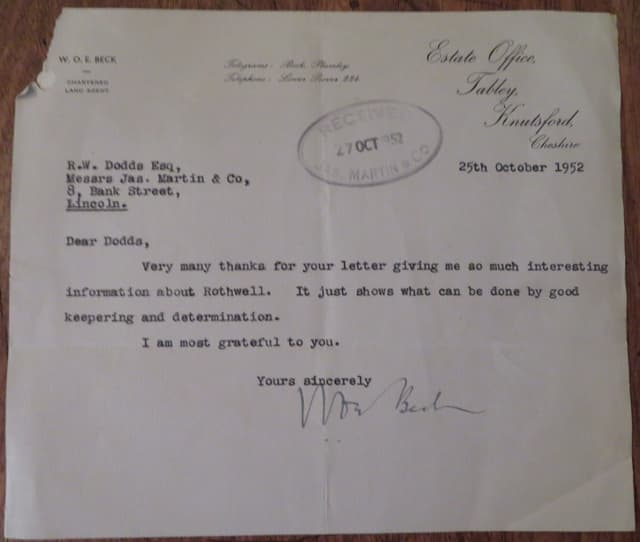 W. O. E. BECK
CHARTERED
LAND AGENT
Telegrams : Beck, Plumley
Telephone : Lower Peover 224
Estate Office,
Tabley,
Knutsford,
Cheshire
RECEIVED
27 OCT 1952
JAS. MARTIN & CO
25th October 1952
R.W. Dodds Esq,
Messrs Jas. Martin & Co,
8, Bank Street,
Lincoln.
Dear Dodds,
Very many thanks for your letter giving me so much interesting
information about Rothwell. It just shows what can be done by good
keepering and determination.
I am most grateful to you.
Yours sincerely
WOE Beck